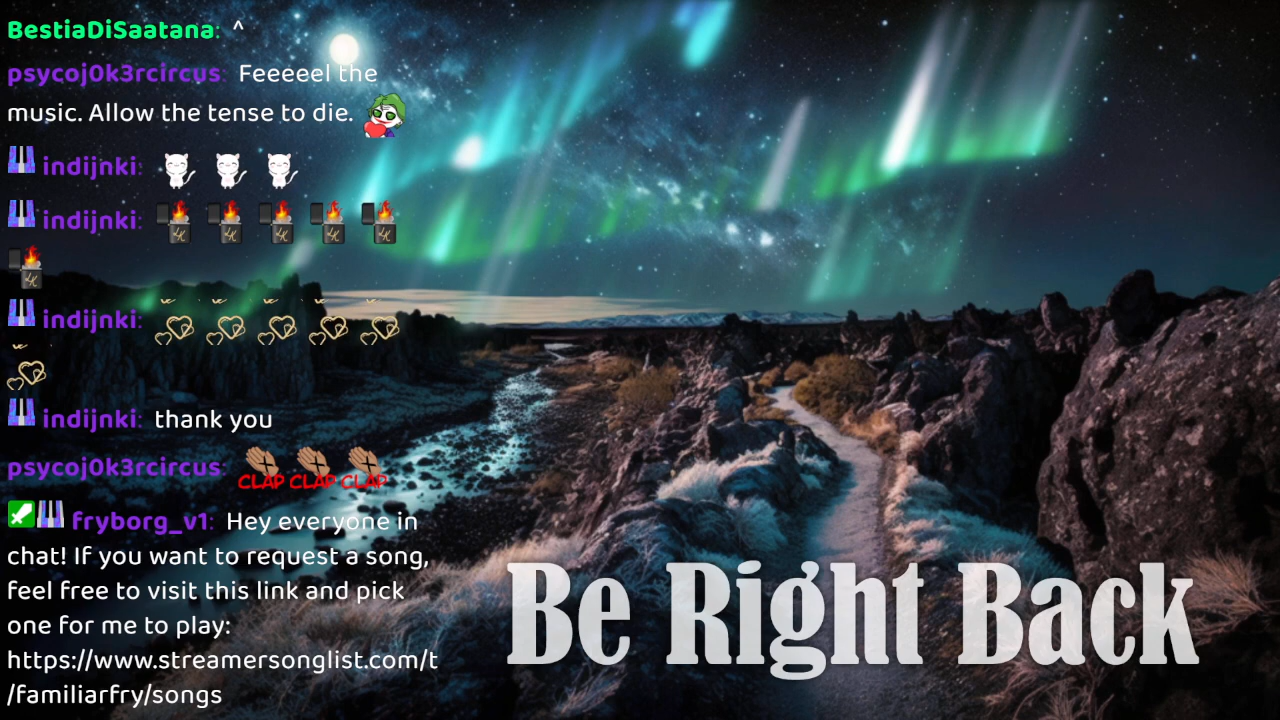 BestiaDiSaatana: ^
psycoj0k3rcircus: Feeeeel the
music. Allow the tense to die.
indijnki:
indijnki:
indijnki:
indijnki: thank you
psycoj0k3rcircus: CLAP CLAP CLAP
fryborg_v1: Hey everyone in
chat! If you want to request a song,
feel free to visit this link and pick
one for me to play:
https://www.streamersonglist.com/t
/familiarfry/songs
Be Right Back